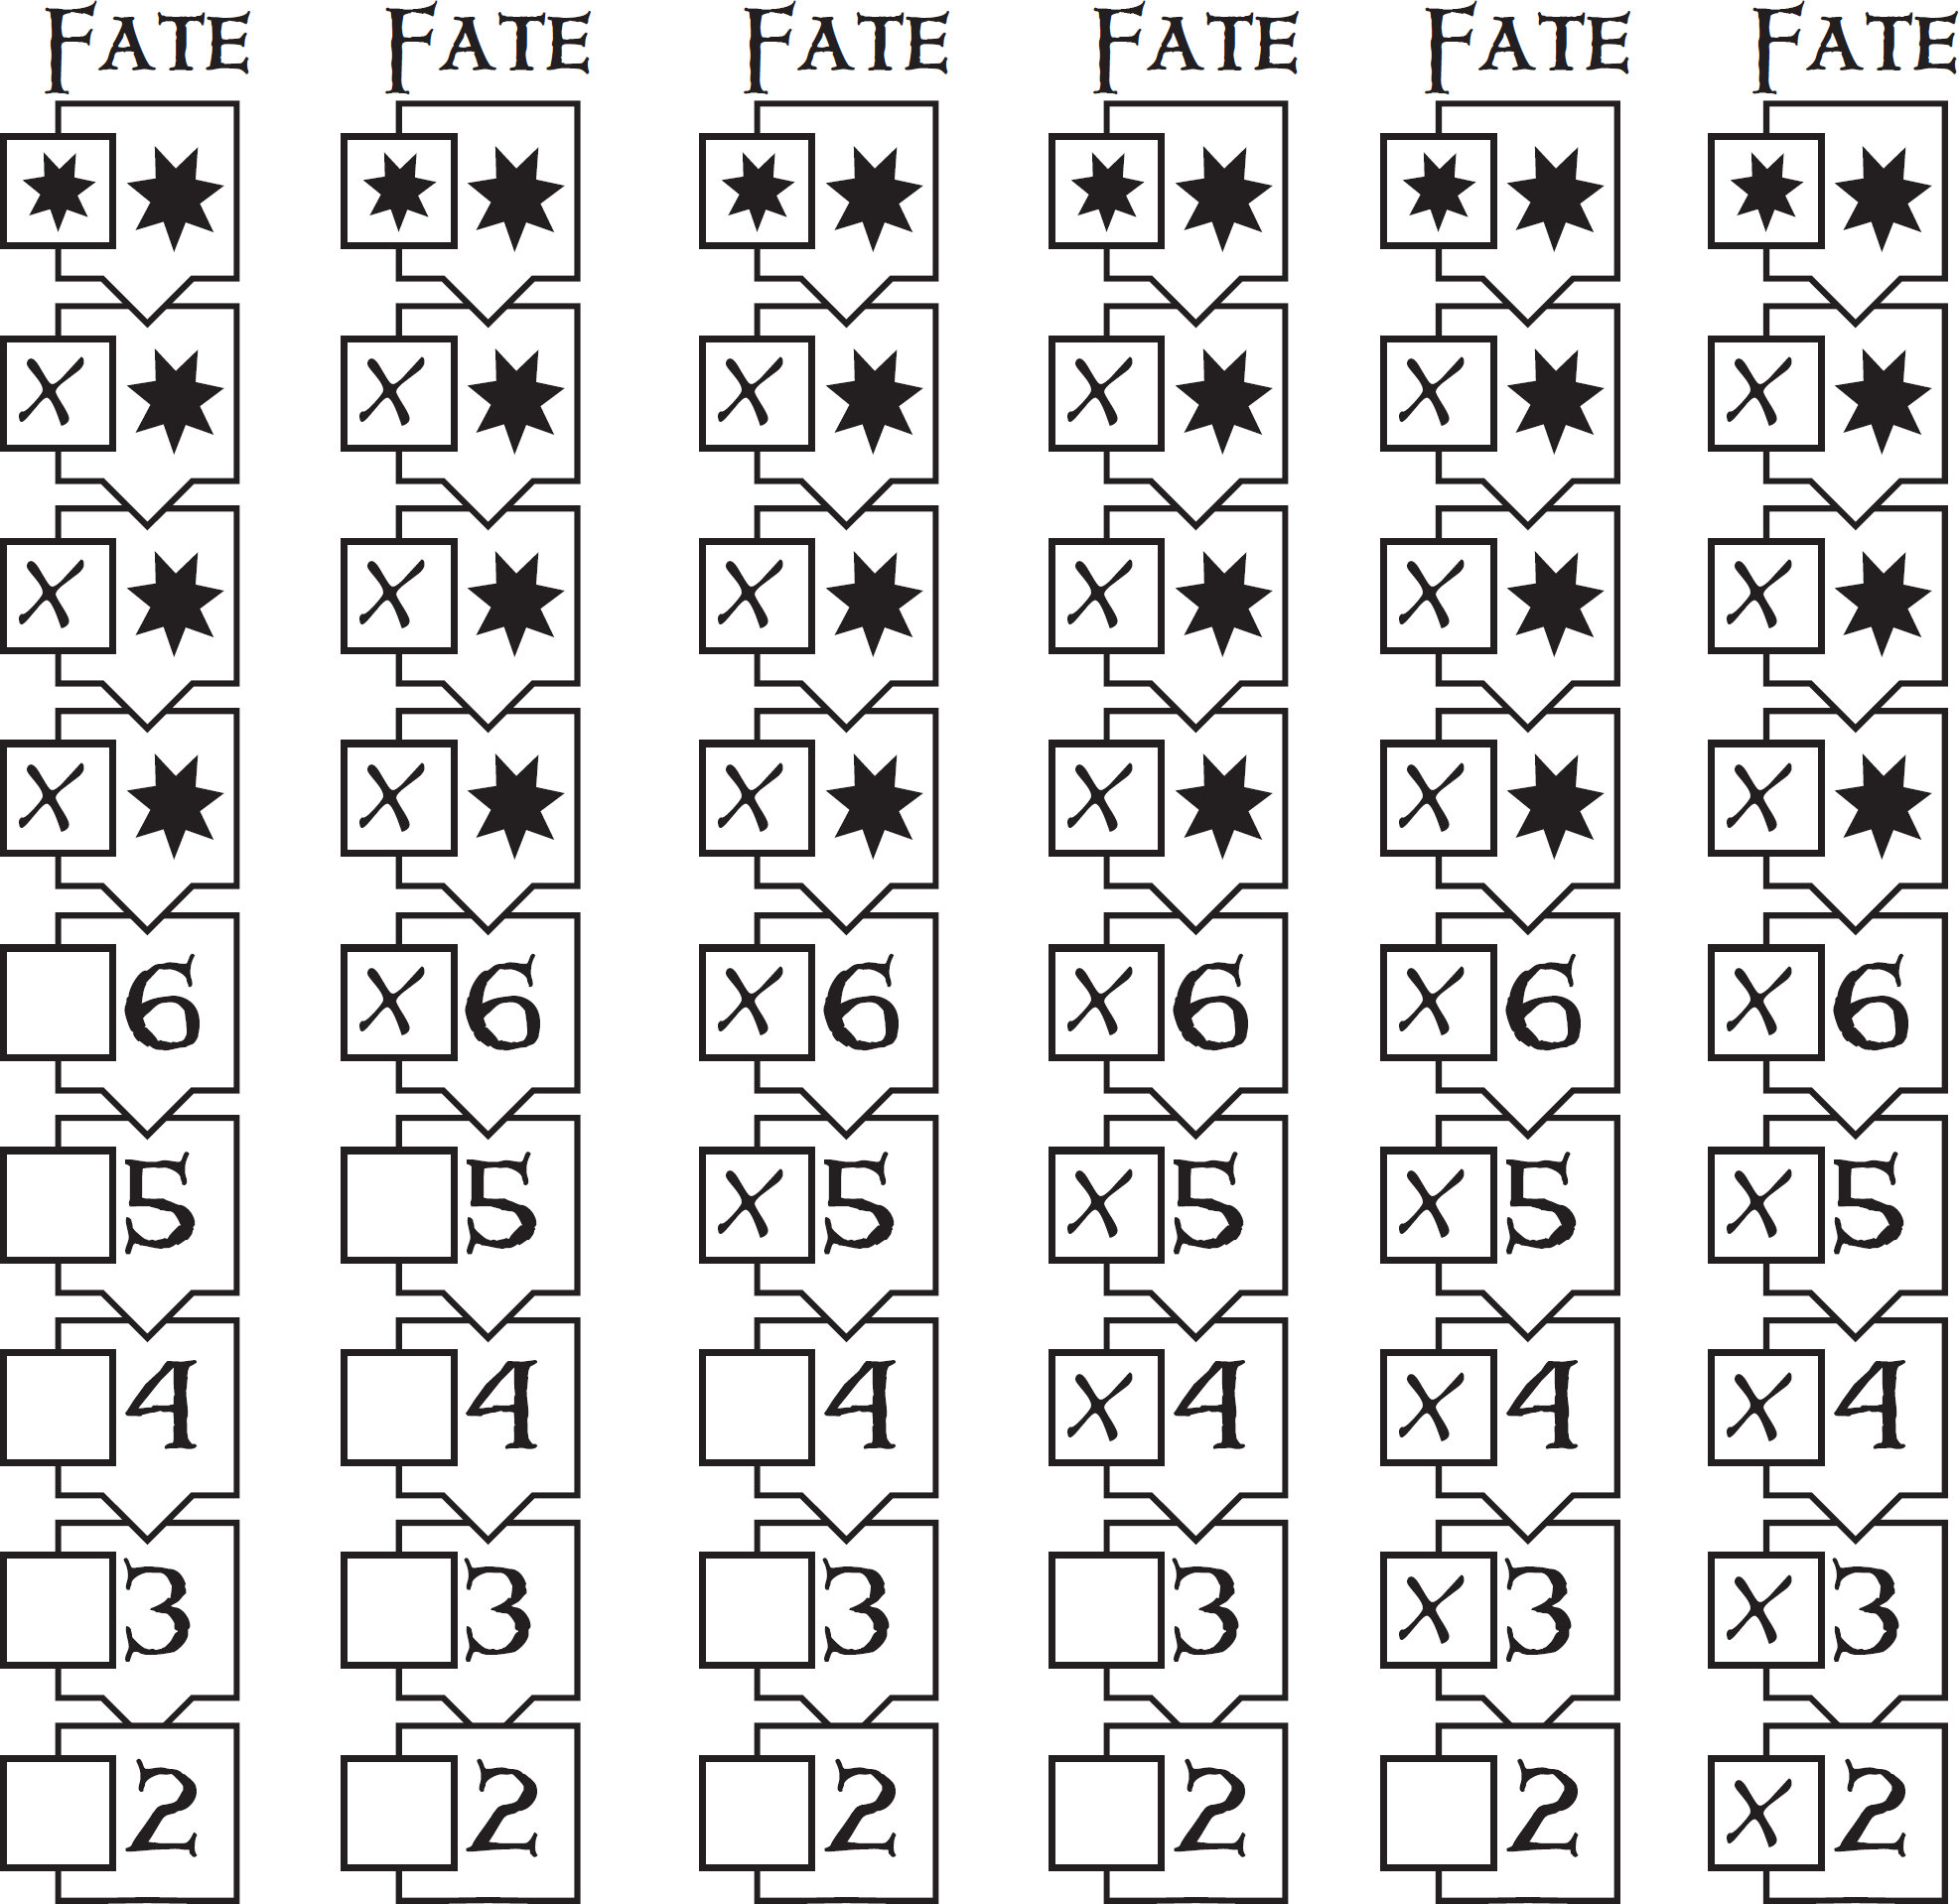 FATE FATE FATE FATE FATE FATE
X X X X X X
X X X X X X
X X X X X X
6 X 6 X 6 X 6 X 6 X 6
5 5 X 5 X 5 X 5 X 5
4 4 4 X 4 X 4 X 4
3 3 3 3 X 3 X 3
2 2 2 2 2 X 2